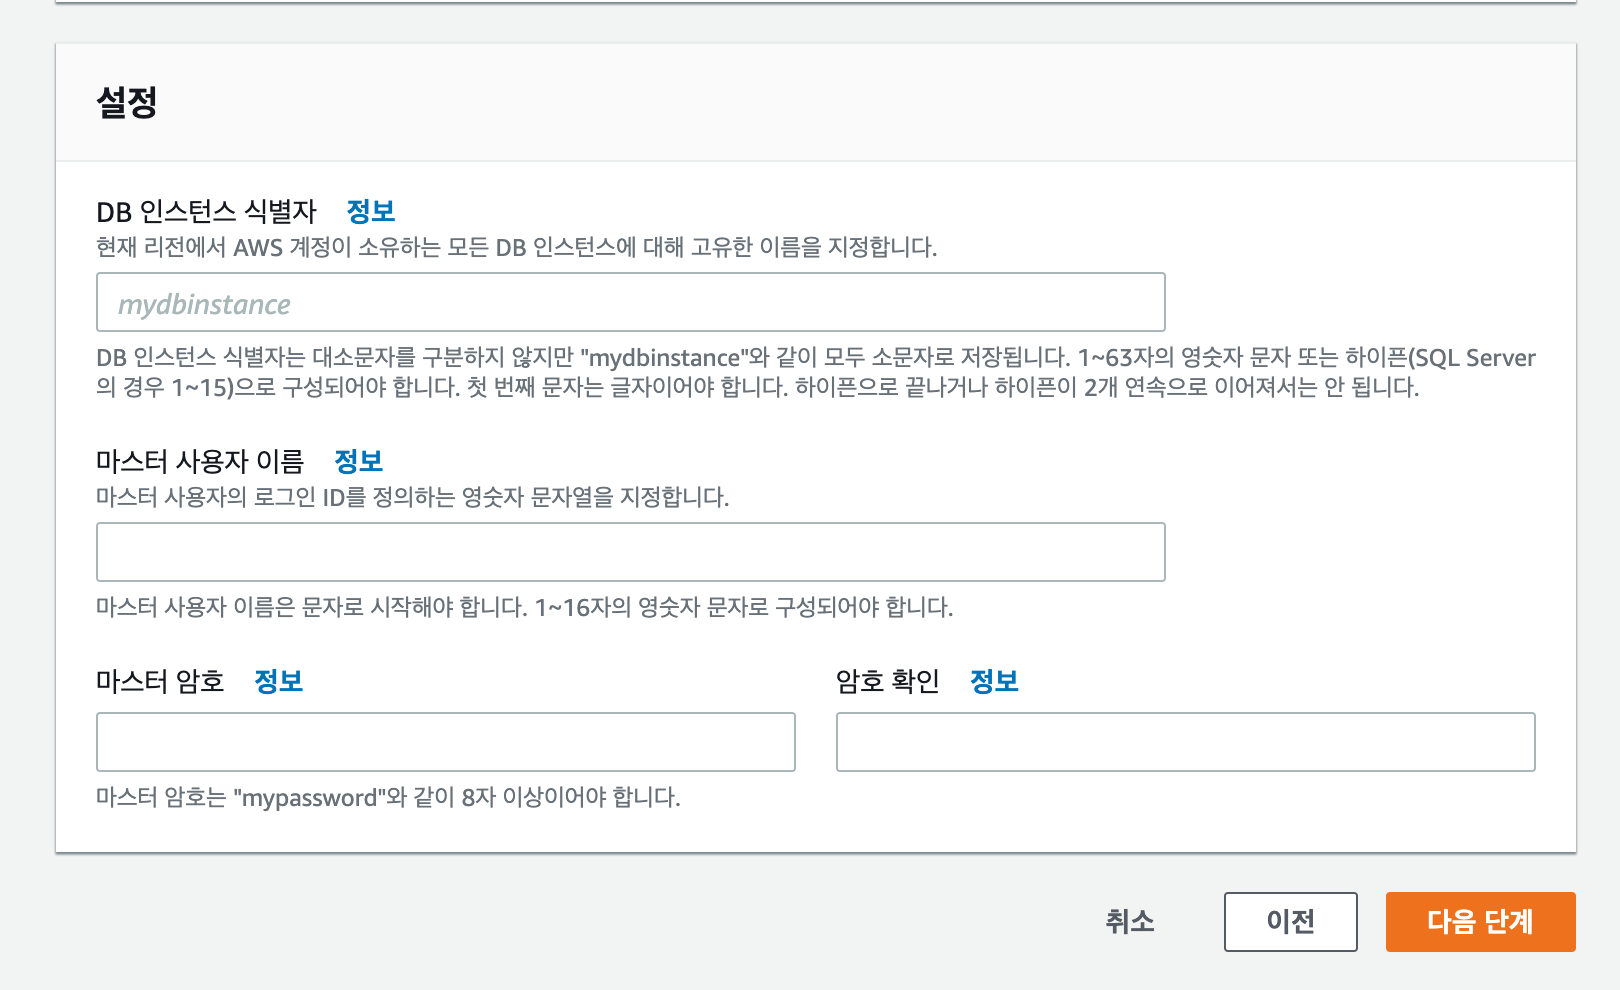 설정
DB 인스턴스 식별자 정보
현재 리전에서 AWS 계정이 소유하는 모든 DB 인스턴스에 대해 고유한 이름을 지정합니다.
mydbinstance
DB 인스턴스 식별자는 대소문자를 구분하지 않지만 "mydbinstance"와 같이 모두 소문자로 저장됩니다. 1~63자의 영숫자 문자 또는 하이픈(SQL Server
의 경우 1~15)으로 구성되어야 합니다. 첫 번째 문자는 글자이어야 합니다. 하이픈으로 끝나거나 하이픈이 2개 연속으로 이어져서는 안 됩니다.
마스터 사용자 이름 정보
마스터 사용자의 로그인 ID를 정의하는 영숫자 문자열을 지정합니다.
마스터 사용자 이름은 문자로 시작해야 합니다. 1~16자의 영숫자 문자로 구성되어야 합니다.
마스터 암호 정보
암호 확인 정보
마스터 암호는 "mypassword"와 같이 8자 이상이어야 합니다.
취소
이전
다음 단계